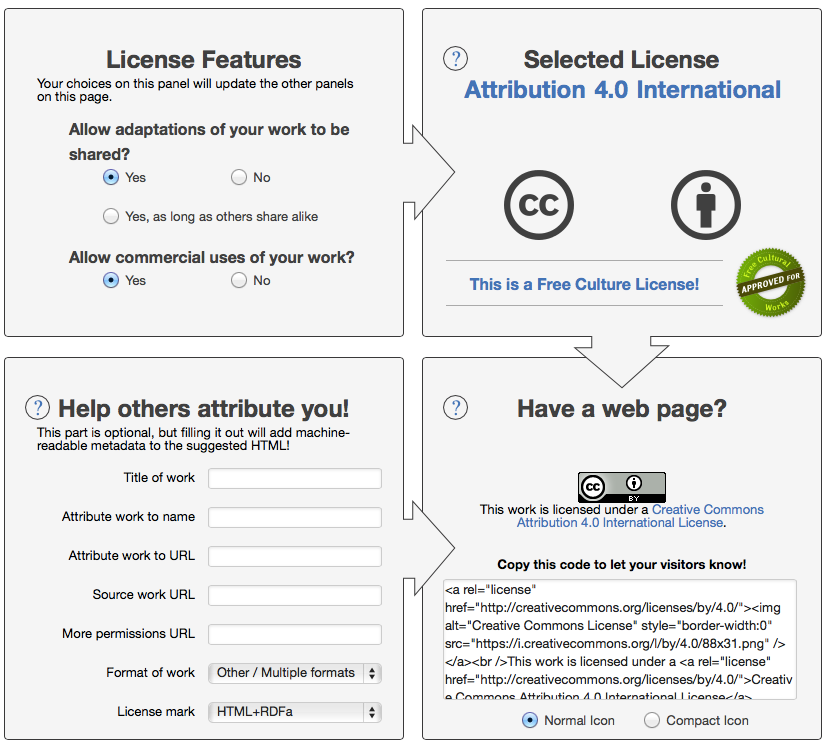 License Features
Your choices on this panel will update the other panels
on this page.
Allow adaptations of your work to be
shared?
Yes No
Yes, as long as others share alike
Allow commercial uses of your work?
Yes No
?
Selected License
Attribution 4.0 International
CC
This is a Free Culture License!
Free Cultural
APPROVED FOR
Works
?
Help others attribute you!
This part is optional, but filling it out will add machine-
readable metadata to the suggested HTML!
Title of work
Attribute work to name
Attribute work to URL
Source work URL
More permissions URL
Format of work Other / Multiple formats
License mark HTML+RDFa
?
Have a web page?
cc
BY
This work is licensed under a Creative Commons
Attribution 4.0 International License.
Copy this code to let your visitors know!
<a rel="license"
href="http://creativecommons.org/licenses/by/4.0/"><img
alt="Creative Commons License" style="border-width:0"
src="https://i.creativecommons.org/l/by/4.0/88x31.png" />
</a><br />This work is licensed under a <a rel="license"
href="http://creativecommons.org/licenses/by/4.0/">Creativ
e Commons Attribution 4.0 International License</a>
Normal Icon Compact Icon